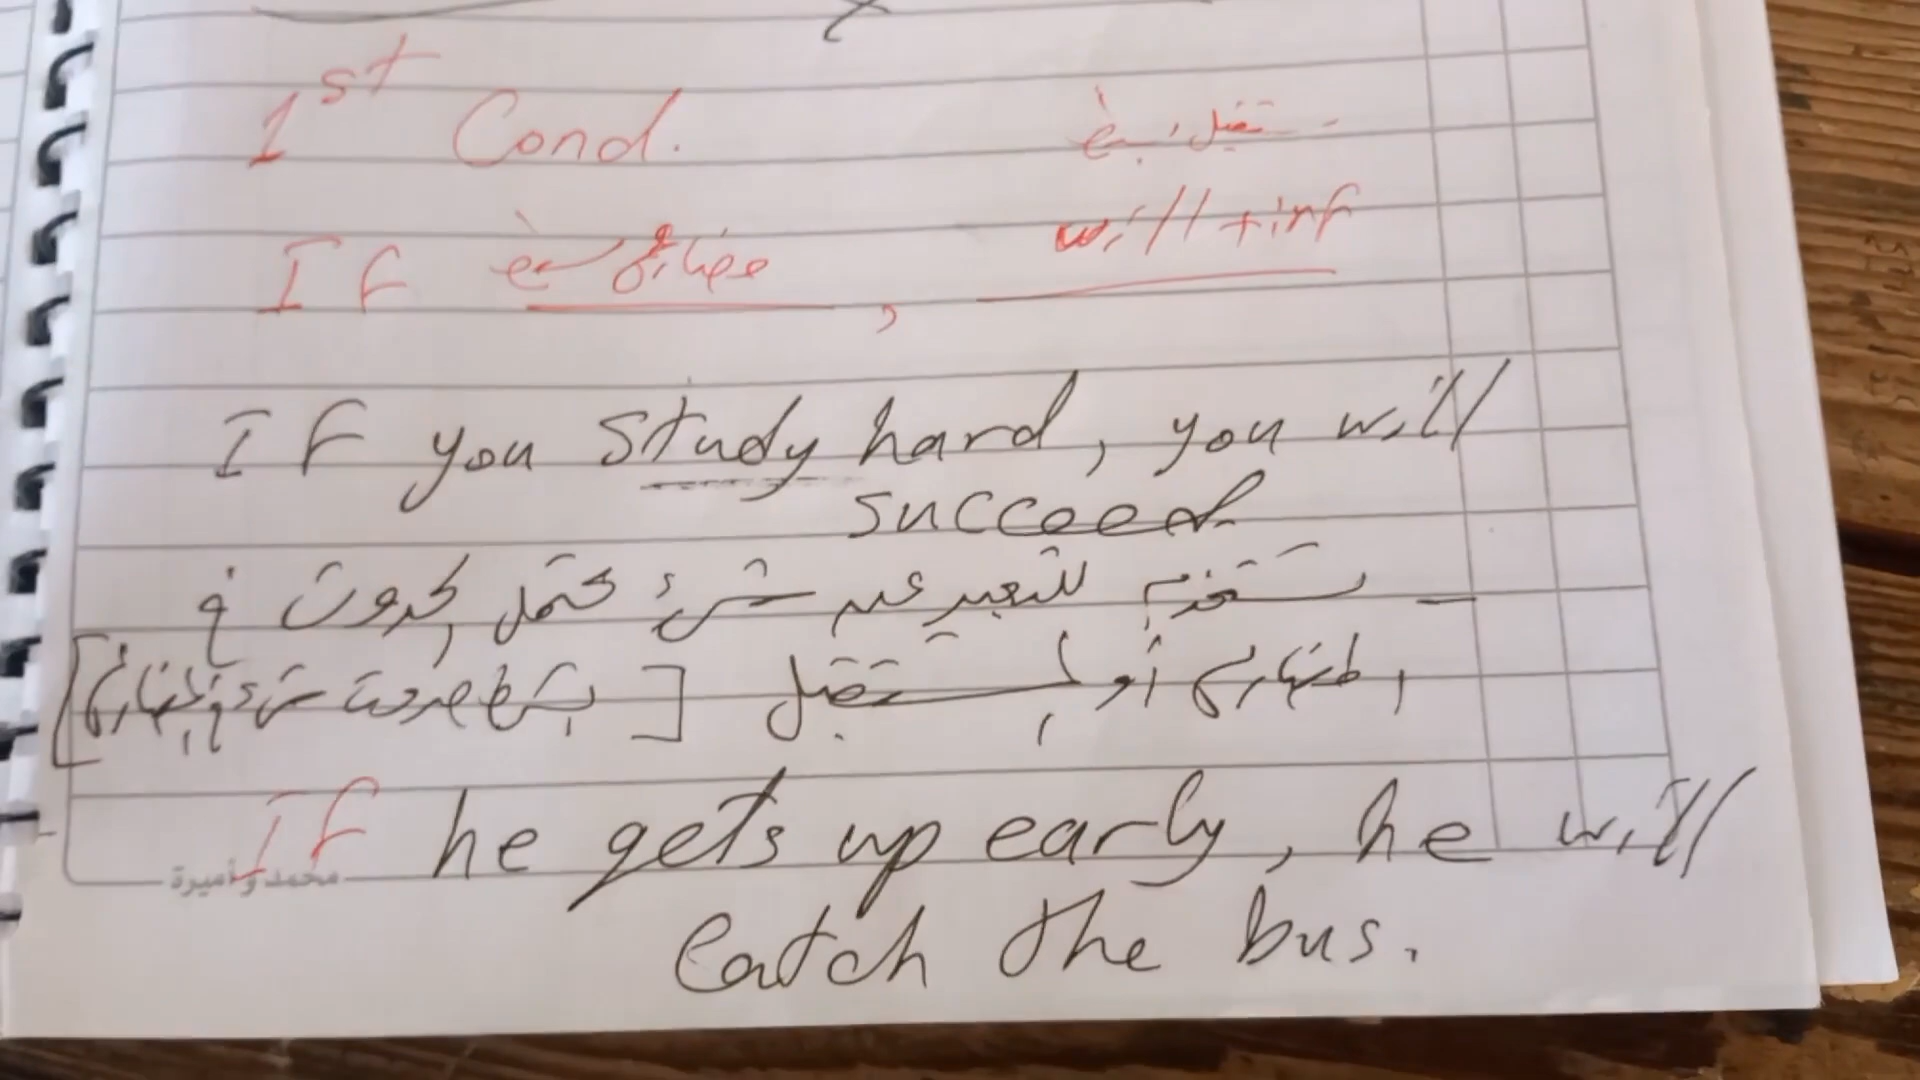 1st Cond.
مستقبل بسيط
If مضارع بسيط ,
will + inf
If you study hard, you will
succeed
- تستخدم للتعبير عن شيء محتمل الحدوث في
المضارع أو المستقبل [بشرط حدوث شيء في المضارع]
If he gets up early, he will
محمد وأميرة
Catch the bus.